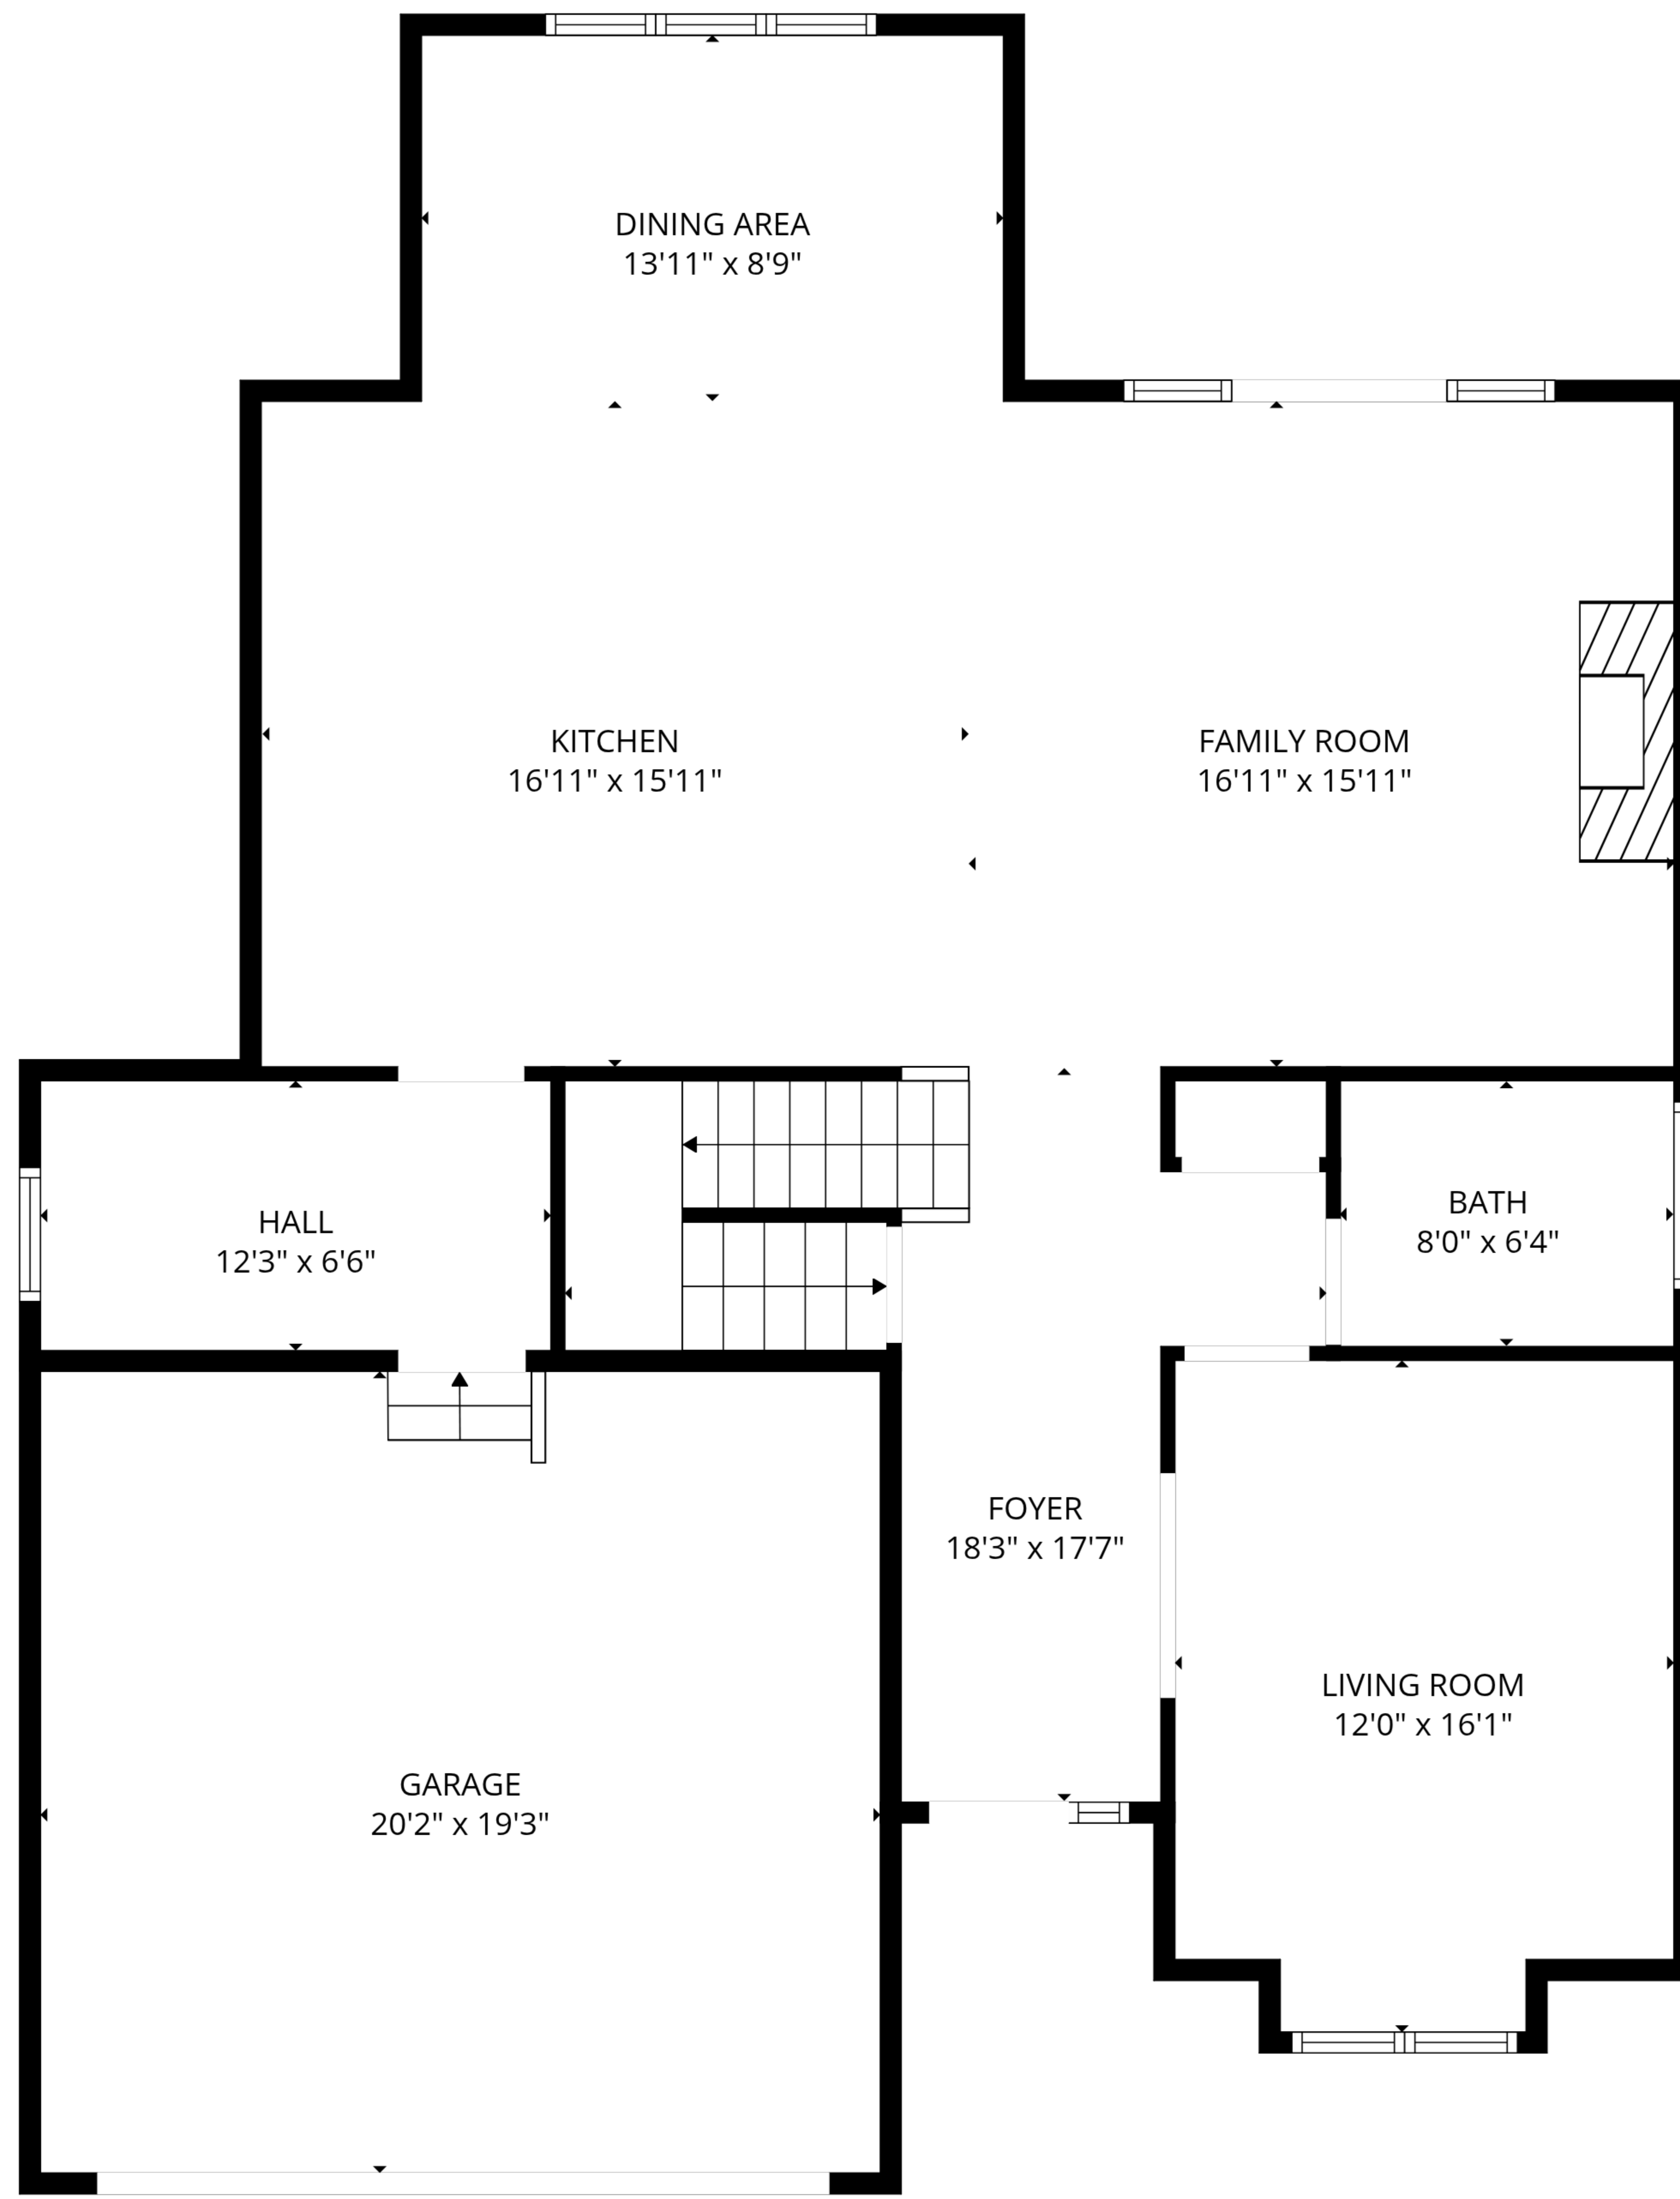 DINING AREA
13'11" x 8'9"
KITCHEN
16'11" x 15'11"
FAMILY ROOM
16'11" x 15'11"
HALL
12'3" x 6'6"
BATH
8'0" x 6'4"
FOYER
18'3" x 17'7"
LIVING ROOM
12'0" x 16'1"
GARAGE
20'2" x 19'3"